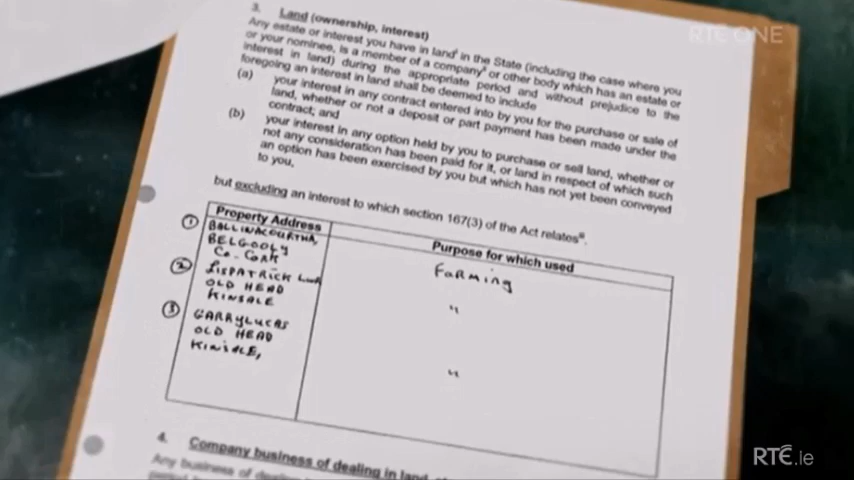 RTÉ ONE
3. Land (ownership, interest)
Any estate or interest you have in land in the State (including the case where you
or your nominee, is a member of a company or other body which has an estate or
interest in land) during the appropriate period and without prejudice to the
foregoing an interest in land shall be deemed to include
(a) your interest in any contract entered into by you for the purchase or sale of
land, whether or not a deposit or part payment has been made under the
contract; and
(b) your interest in any option held by you to purchase or sell land, whether or
not any consideration has been paid for it, or land in respect of which such
an option has been exercised by you but which has not yet been conveyed
to you,
but excluding an interest to which section 167(3) of the Act relates
Property Address Purpose for which used
① BALLINACOURTHA, Farming
BELGOOLY
Co-Cork
② LISPATRICK "
OLD HEAD
KINSALE
③ GARRYLUCAS "
OLD HEAD
KINSALE,
4. Company business of dealing in land
Any business of
RTÉ.ie